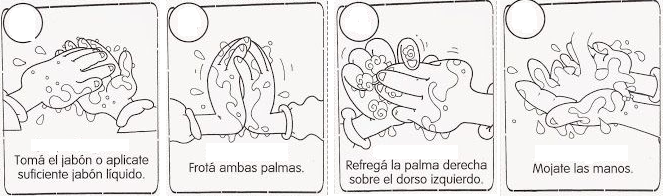 Tomá el jabón o aplicate
suficiente jabón líquido.
Frotá ambas palmas.
Refregá la palma derecha
sobre el dorso izquierdo.
Mojate las manos.